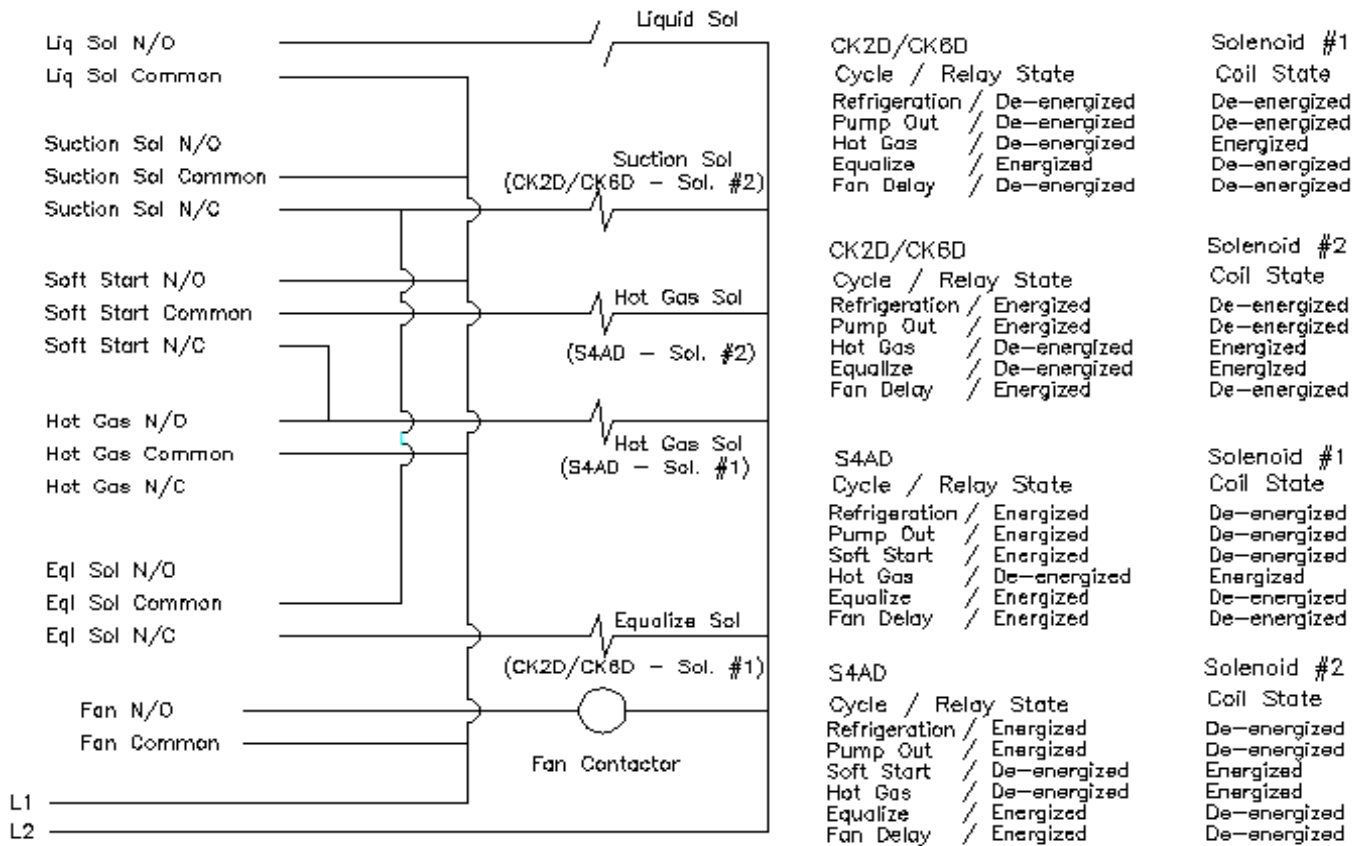 Liquid Sol
Liq Sol N/O
Liq Sol Common
Suction Sol N/O
Suction Sol Common
Suction Sol N/C
Suction Sol
(CK2D/CK6D – Sol. #2)
Soft Start N/O
Soft Start Common
Soft Start N/C
Hot Gas Sol
(S4AD – Sol. #2)
Hot Gas N/O
Hot Gas Common
Hot Gas N/C
Hot Gas Sol
(S4AD – Sol. #1)
Eql Sol N/O
Eql Sol Common
Eql Sol N/C
Equalize Sol
(CK2D/CK6D – Sol. #1)
Fan N/O
Fan Common
Fan Contactor
L1
L2
CK2D/CK6D Solenoid #1
Cycle / Relay State Coil State
Refrigeration / De-energized De-energized
Pump Out / De-energized De-energized
Hot Gas / De-energized Energized
Equalize / Energized De-energized
Fan Delay / De-energized De-energized
CK2D/CK6D Solenoid #2
Cycle / Relay State Coil State
Refrigeration / Energized De-energized
Pump Out / Energized De-energized
Hot Gas / De-energized Energized
Equalize / De-energized Energized
Fan Delay / Energized De-energized
S4AD Solenoid #1
Cycle / Relay State Coil State
Refrigeration / Energized De-energized
Pump Out / Energized De-energized
Soft Start / Energized De-energized
Hot Gas / De-energized Energized
Equalize / Energized De-energized
Fan Delay / Energized De-energized
S4AD Solenoid #2
Cycle / Relay State Coil State
Refrigeration / Energized De-energized
Pump Out / Energized De-energized
Soft Start / De-energized Energized
Hot Gas / De-energized Energized
Equalize / Energized De-energized
Fan Delay / Energized De-energized